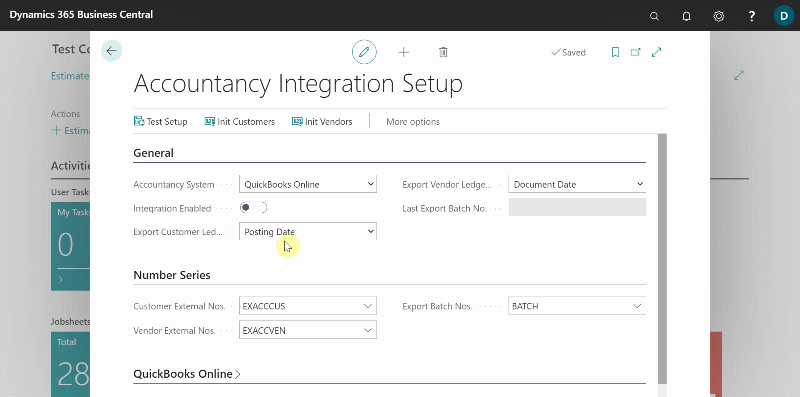 Dynamics 365 Business Central
?
D
Test Co
Saved
Accountancy Integration Setup
Estimate
Test Setup
Init Customers
Init Vendors
More options
Actions
+ Estima
General
Activities
Accountancy System
QuickBooks Online
Export Vendor Ledge...
Document Date
User Tasks
Integration Enabled
Last Export Batch No.
My Tasks
Export Customer Led...
Posting Date
0
Number Series
Customer External Nos.
EXACCCUS
Export Batch Nos.
BATCH
Jobsheets
Vendor External Nos.
EXACCVEN
Total
28
QuickBooks Online